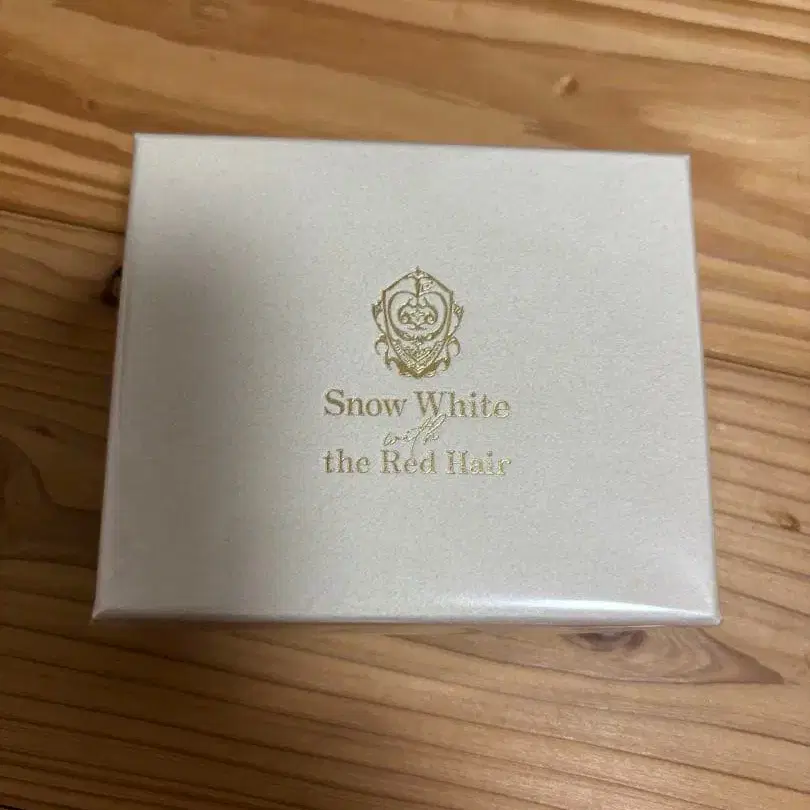 Snow White
with
the Red Hair